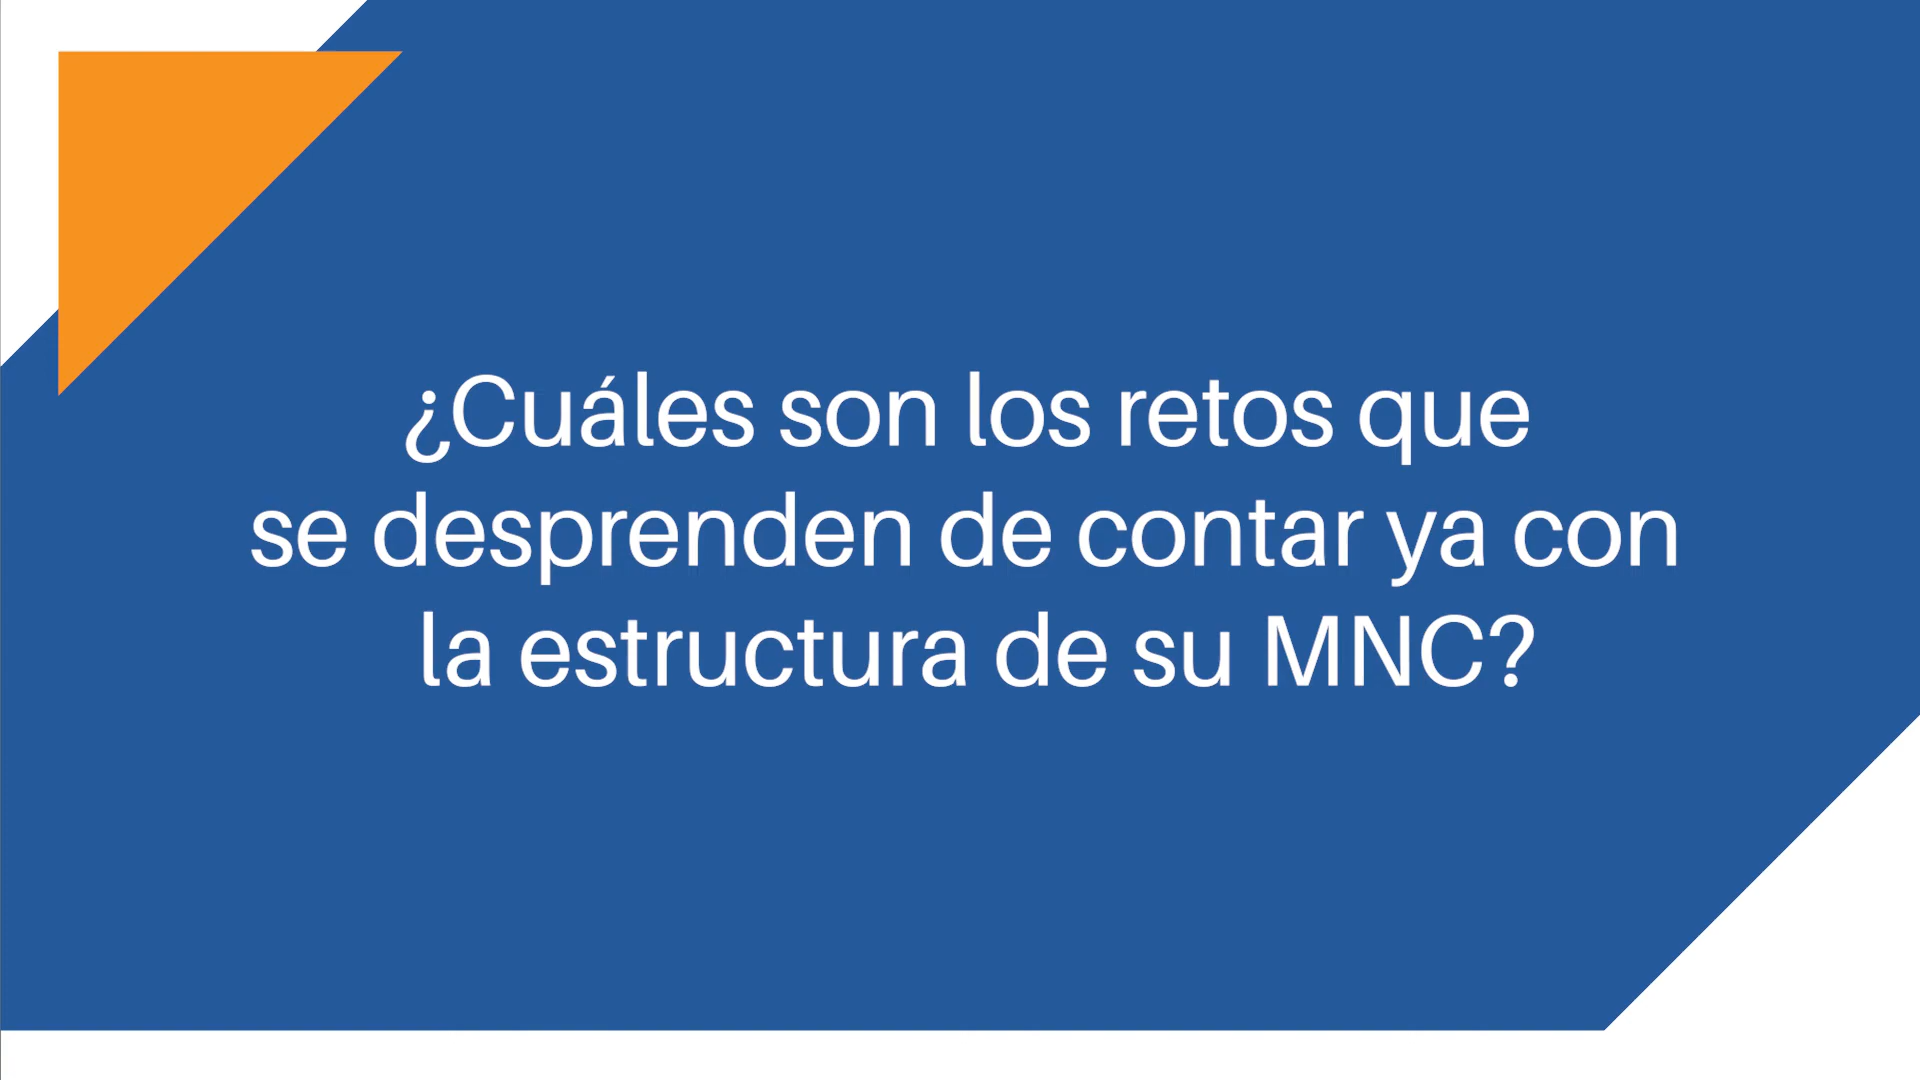 ¿Cuáles son los retos que
se desprenden de contar ya con
la estructura de su MNC?